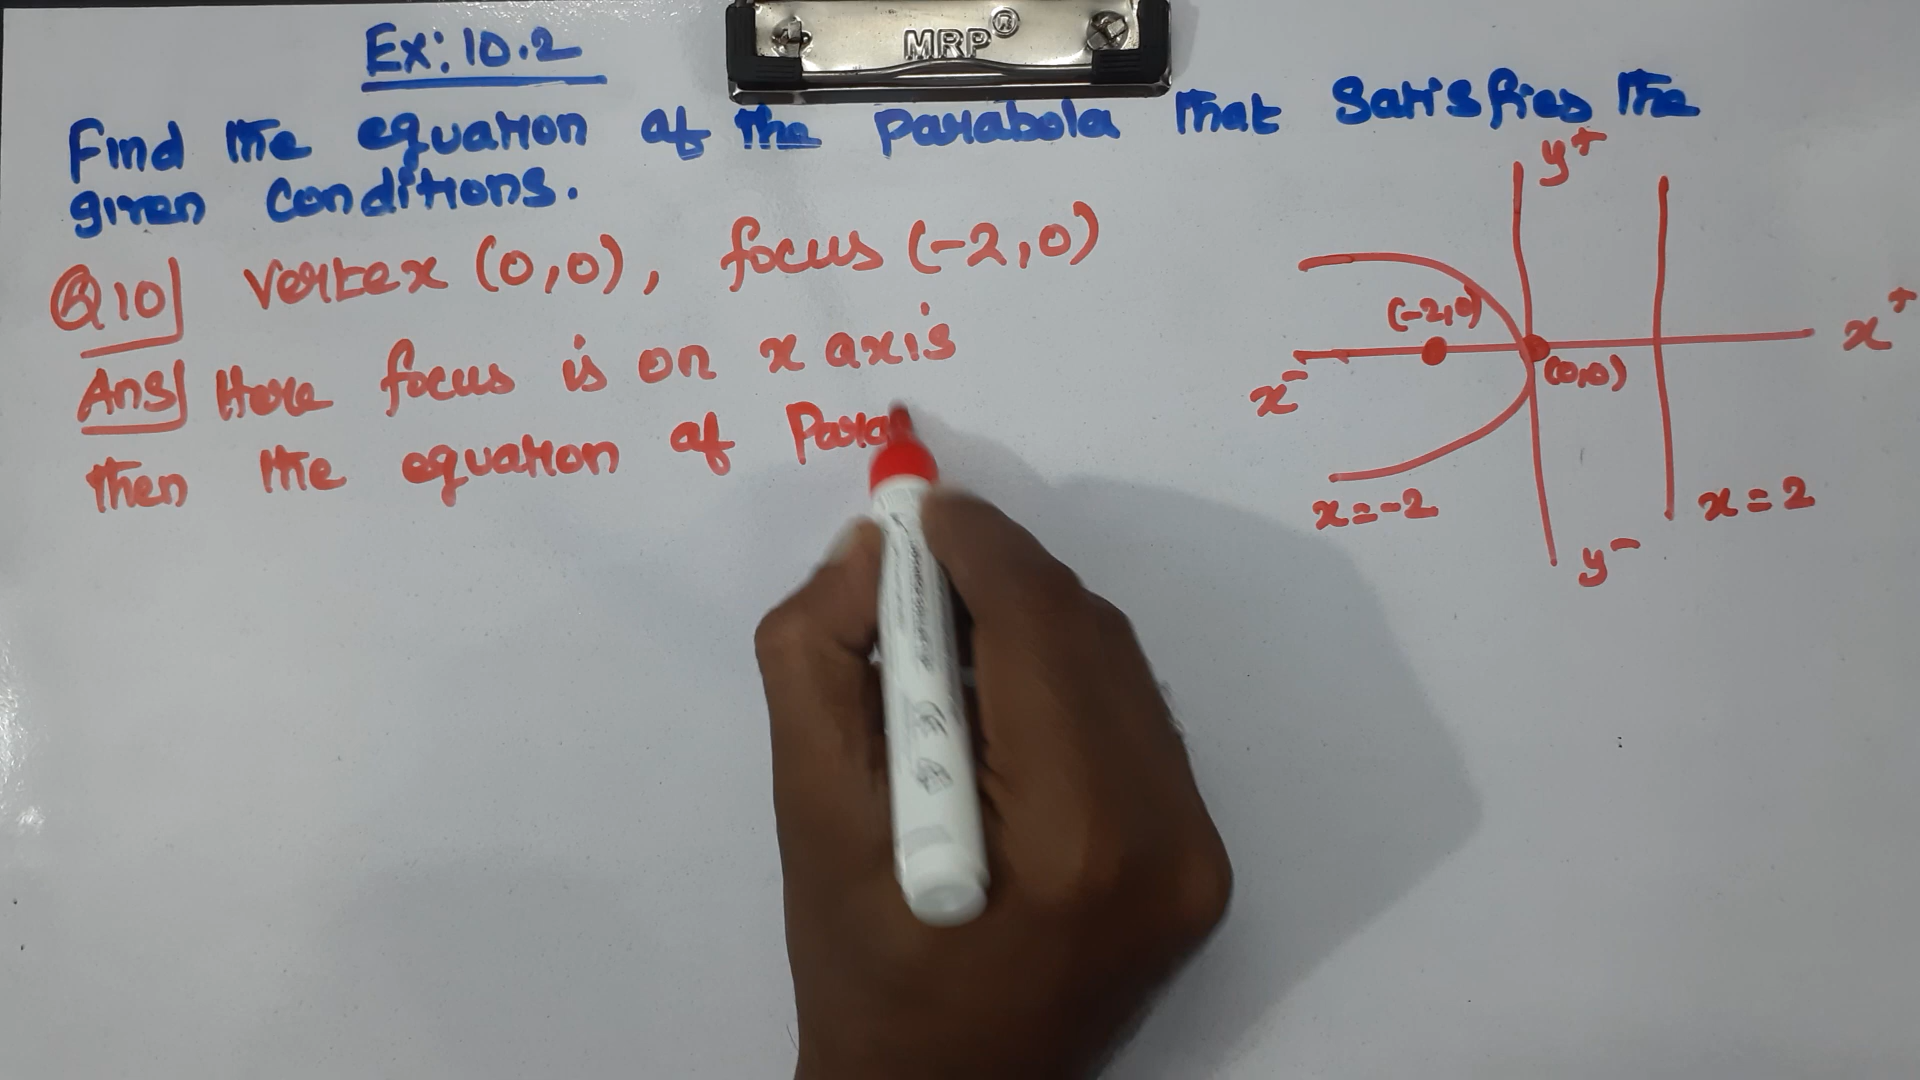 MRP®
Ex: 10.2
Find the equation of the parabola that satisfies the
given conditions.
Q10] vertex (0,0), focus (-2,0)
Ans] Here focus is on x axis
then the equation of Para
y+
(-2,0)
x+
x-
(0,0)
x=-2
x=2
y-